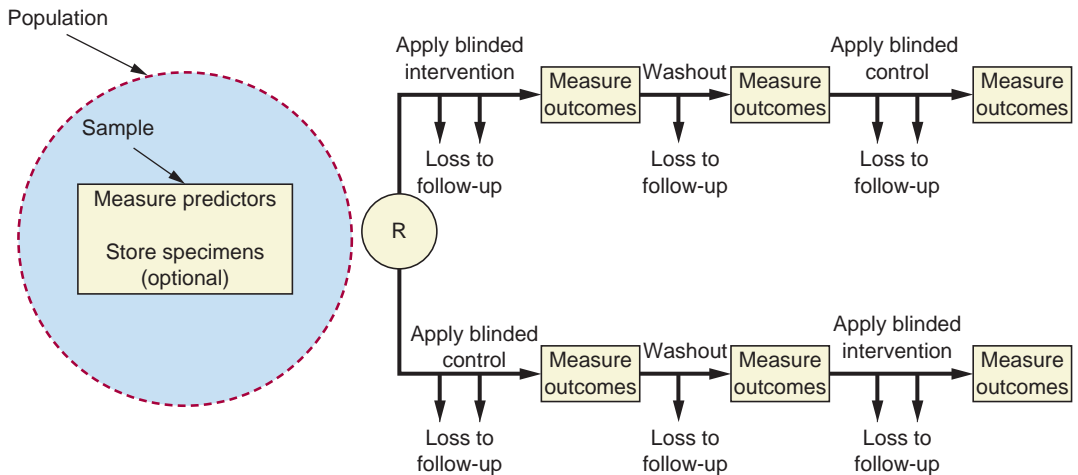 Population
Sample
Measure predictors
Store specimens
(optional)
R
Apply blinded
intervention
Measure
outcomes
Washout
Measure
outcomes
Apply blinded
control
Measure
outcomes
Loss to
follow-up
Loss to
follow-up
Loss to
follow-up
Apply blinded
control
Measure
outcomes
Washout
Measure
outcomes
Apply blinded
intervention
Measure
outcomes
Loss to
follow-up
Loss to
follow-up
Loss to
follow-up